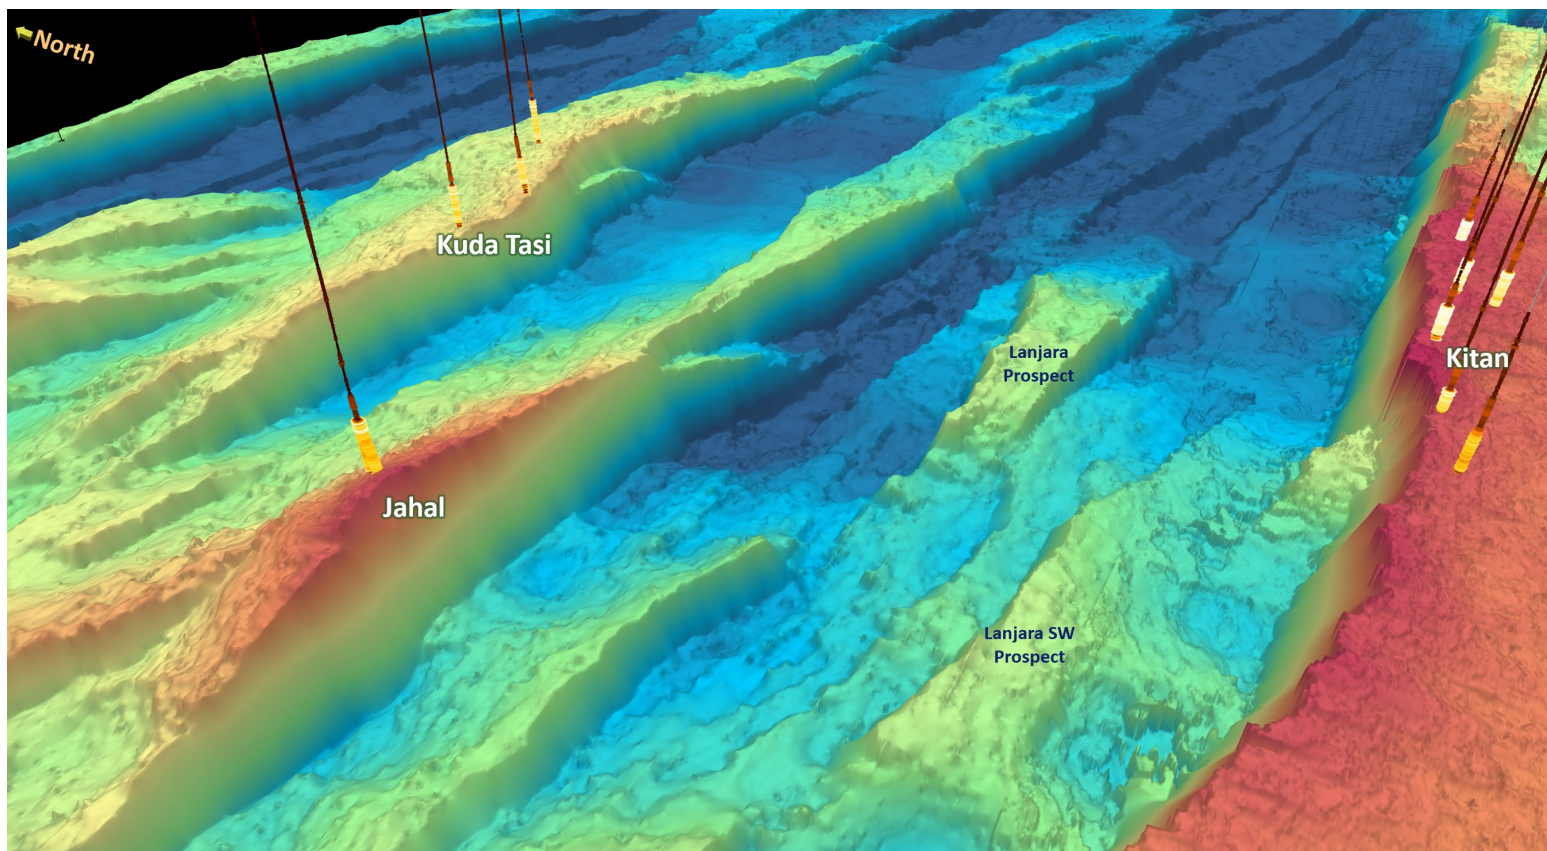 North
Kuda Tasi
Lanjara
Prospect
Kitan
Jahal
Lanjara SW
Prospect